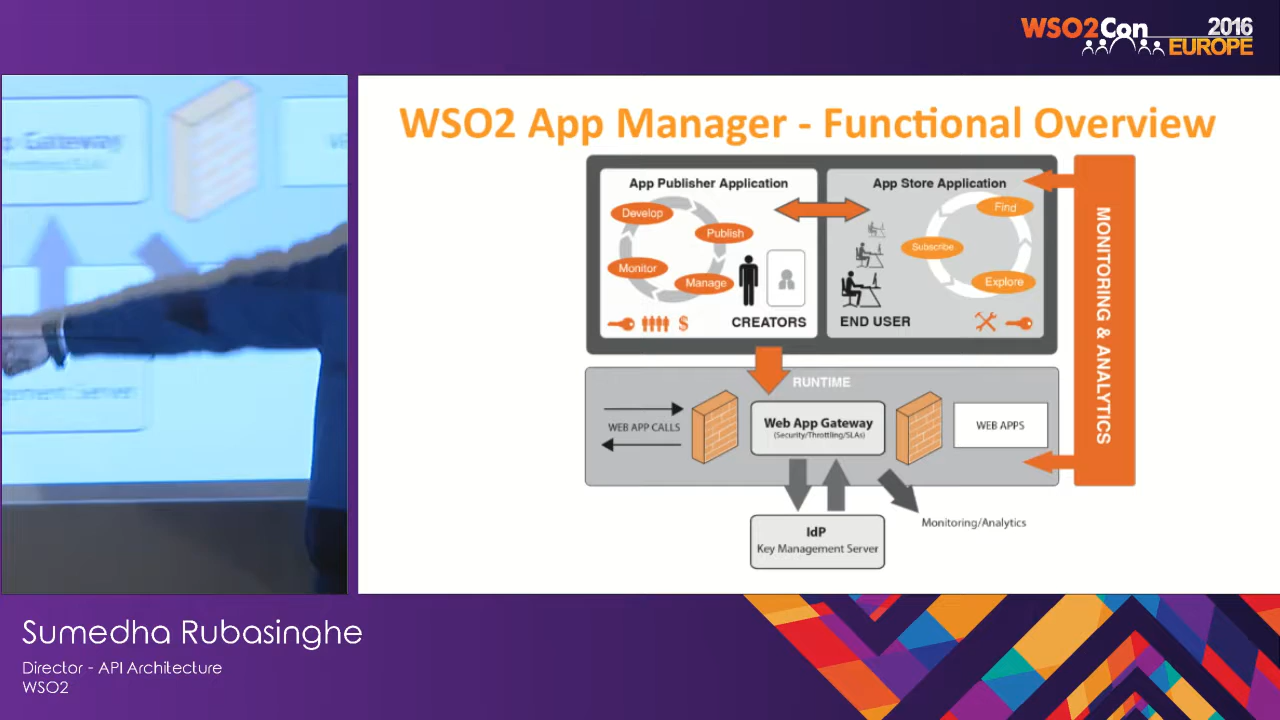 WSO2Con 2016
EUROPE
Gateway
WSO2 App Manager - Functional Overview
App Publisher Application
Develop
Publish
Monitor
Manage
$
CREATORS
App Store Application
Find
Subscribe
Explore
END USER
MONITORING & ANALYTICS
RUNTIME
WEB APP CALLS
Web App Gateway
(Security/Throttling/SLAs)
WEB APPS
IdP
Key Management Server
Monitoring/Analytics
Sumedha Rubasinghe
Director - API Architecture
WSO2